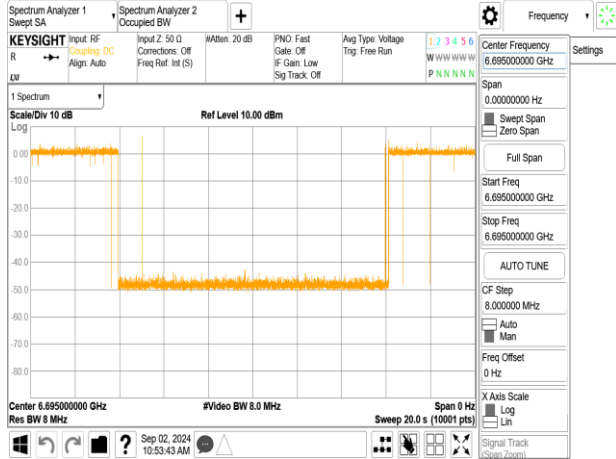 Spectrum Analyzer 1
Swept SA
Spectrum Analyzer 2
Occupied BW
+
Frequency
Settings
KEYSIGHT
R
LXI
Input: RF
Coupling: DC
Align: Auto
Input Z: 50 Ω
Corrections: Off
Freq Ref: Int (S)
#Atten: 20 dB
PNO: Fast
Gate: Off
IF Gain: Low
Sig Track: Off
Avg Type: Voltage
Trig: Free Run
1 2 3 4 5 6
W W W W W W
P N N N N N
1 Spectrum
Scale/Div 10 dB
Ref Level 10.00 dBm
Log
0.00
-10.0
-20.0
-30.0
-40.0
-50.0
-60.0
-70.0
-80.0
Center 6.695000000 GHz
#Video BW 8.0 MHz
Span 0 Hz
Res BW 8 MHz
Sweep 20.0 s (10001 pts)
Center Frequency
6.695000000 GHz
Span
0.00000000 Hz
Swept Span
Zero Span
Full Span
Start Freq
6.695000000 GHz
Stop Freq
6.695000000 GHz
AUTO TUNE
CF Step
8.000000 MHz
Auto
Man
Freq Offset
0 Hz
X Axis Scale
Log
Lin
Signal Track
(Span Zoom)
?
Sep 02, 2024
10:53:43 AM